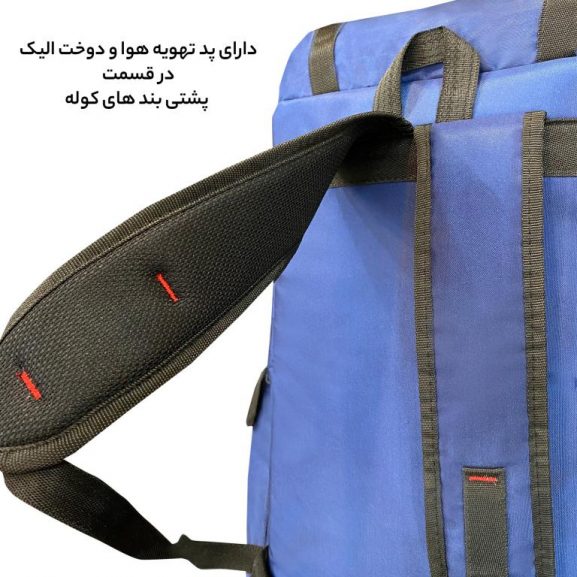 دارای پد تهویه هوا و دوخت الیک
در قسمت
پشتی بند های کوله